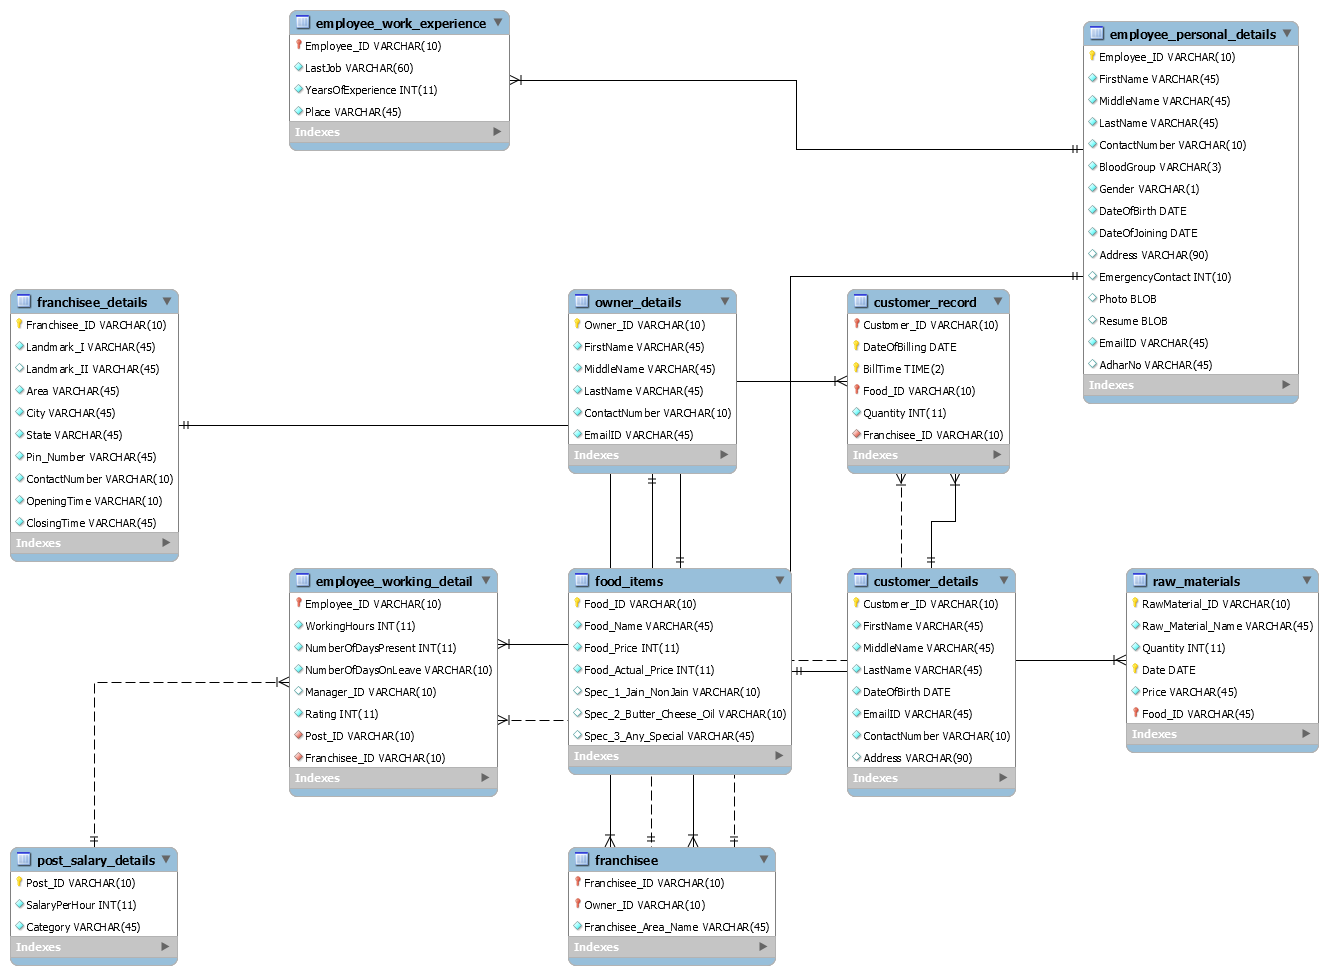 employee_work_experience
Employee_ID VARCHAR(10)
LastJob VARCHAR(60)
YearsOfExperience INT(11)
Place VARCHAR(45)
Indexes
employee_personal_details
Employee_ID VARCHAR(10)
FirstName VARCHAR(45)
MiddleName VARCHAR(45)
LastName VARCHAR(45)
ContactNumber VARCHAR(10)
BloodGroup VARCHAR(3)
Gender VARCHAR(1)
DateOfBirth DATE
DateOfJoining DATE
Address VARCHAR(90)
EmergencyContact INT(10)
Photo BLOB
Resume BLOB
EmailID VARCHAR(45)
AdharNo VARCHAR(45)
Indexes
franchisee_details
Franchisee_ID VARCHAR(10)
Landmark_I VARCHAR(45)
Landmark_II VARCHAR(45)
Area VARCHAR(45)
City VARCHAR(45)
State VARCHAR(45)
Pin_Number VARCHAR(45)
ContactNumber VARCHAR(10)
OpeningTime VARCHAR(10)
ClosingTime VARCHAR(45)
Indexes
owner_details
Owner_ID VARCHAR(10)
FirstName VARCHAR(45)
MiddleName VARCHAR(45)
LastName VARCHAR(45)
ContactNumber VARCHAR(10)
EmailID VARCHAR(45)
Indexes
customer_record
Customer_ID VARCHAR(10)
DateOfBilling DATE
BillTime TIME(2)
Food_ID VARCHAR(10)
Quantity INT(11)
Franchisee_ID VARCHAR(10)
Indexes
employee_working_detail
Employee_ID VARCHAR(10)
WorkingHours INT(11)
NumberOfDaysPresent INT(11)
NumberOfDaysOnLeave VARCHAR(10)
Manager_ID VARCHAR(10)
Rating INT(11)
Post_ID VARCHAR(10)
Franchisee_ID VARCHAR(10)
Indexes
food_items
Food_ID VARCHAR(10)
Food_Name VARCHAR(45)
Food_Price INT(11)
Food_Actual_Price INT(11)
Spec_1_Jain_NonJain VARCHAR(10)
Spec_2_Butter_Cheese_Oil VARCHAR(10)
Spec_3_Any_Special VARCHAR(45)
Indexes
customer_details
Customer_ID VARCHAR(10)
FirstName VARCHAR(45)
MiddleName VARCHAR(45)
LastName VARCHAR(45)
DateOfBirth DATE
EmailID VARCHAR(45)
ContactNumber VARCHAR(10)
Address VARCHAR(90)
Indexes
raw_materials
RawMaterial_ID VARCHAR(10)
Raw_Material_Name VARCHAR(45)
Quantity INT(11)
Date DATE
Price VARCHAR(45)
Food_ID VARCHAR(45)
Indexes
post_salary_details
Post_ID VARCHAR(10)
SalaryPerHour INT(11)
Category VARCHAR(45)
Indexes
franchisee
Franchisee_ID VARCHAR(10)
Owner_ID VARCHAR(10)
Franchisee_Area_Name VARCHAR(45)
Indexes